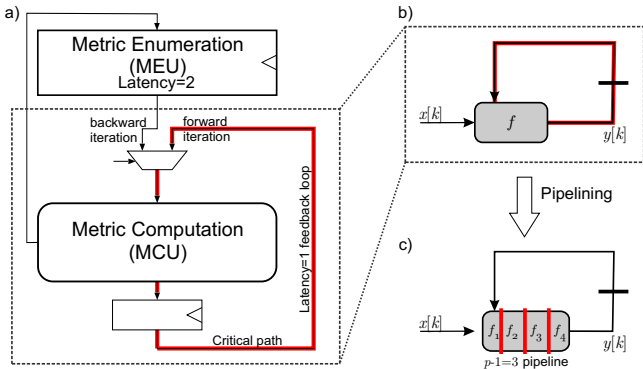 a)
Metric Enumeration
(MEU)
Latency=2
backward
iteration
forward
iteration
Metric Computation
(MCU)
Latency=1 feedback loop
Critical path
b)
x[k]
f
y[k]
Pipelining
c)
x[k]
f1 f2 f3 f4
y[k]
p-1=3 pipeline